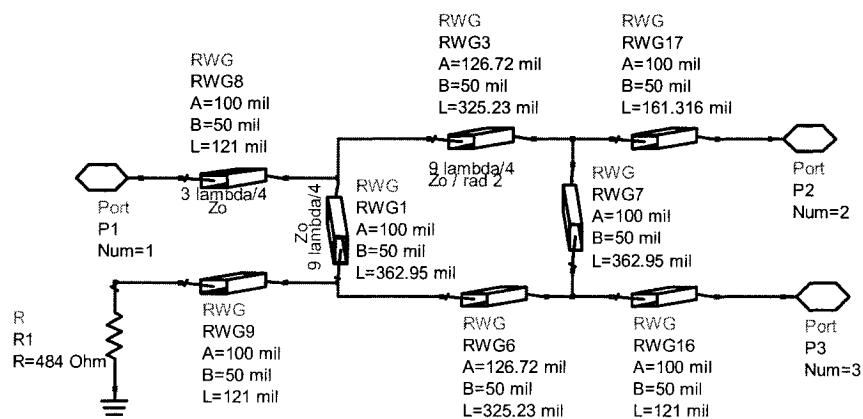 RWG
RWG8
A=100 mil
B=50 mil
L=121 mil
RWG
RWG3
A=126.72 mil
B=50 mil
L=325.23 mil
RWG
RWG17
A=100 mil
B=50 mil
L=161.316 mil
3 lambda/4
Zo
9 lambda/4
Zo / rad 2
Port
P1
Num=1
Zo
9 lambda/4
RWG
RWG1
A=100 mil
B=50 mil
L=362.95 mil
RWG
RWG7
A=100 mil
B=50 mil
L=362.95 mil
Port
P2
Num=2
R
R1
R=484 Ohm
RWG
RWG9
A=100 mil
B=50 mil
L=121 mil
RWG
RWG6
A=126.72 mil
B=50 mil
L=325.23 mil
RWG
RWG16
A=100 mil
B=50 mil
L=121 mil
Port
P3
Num=3